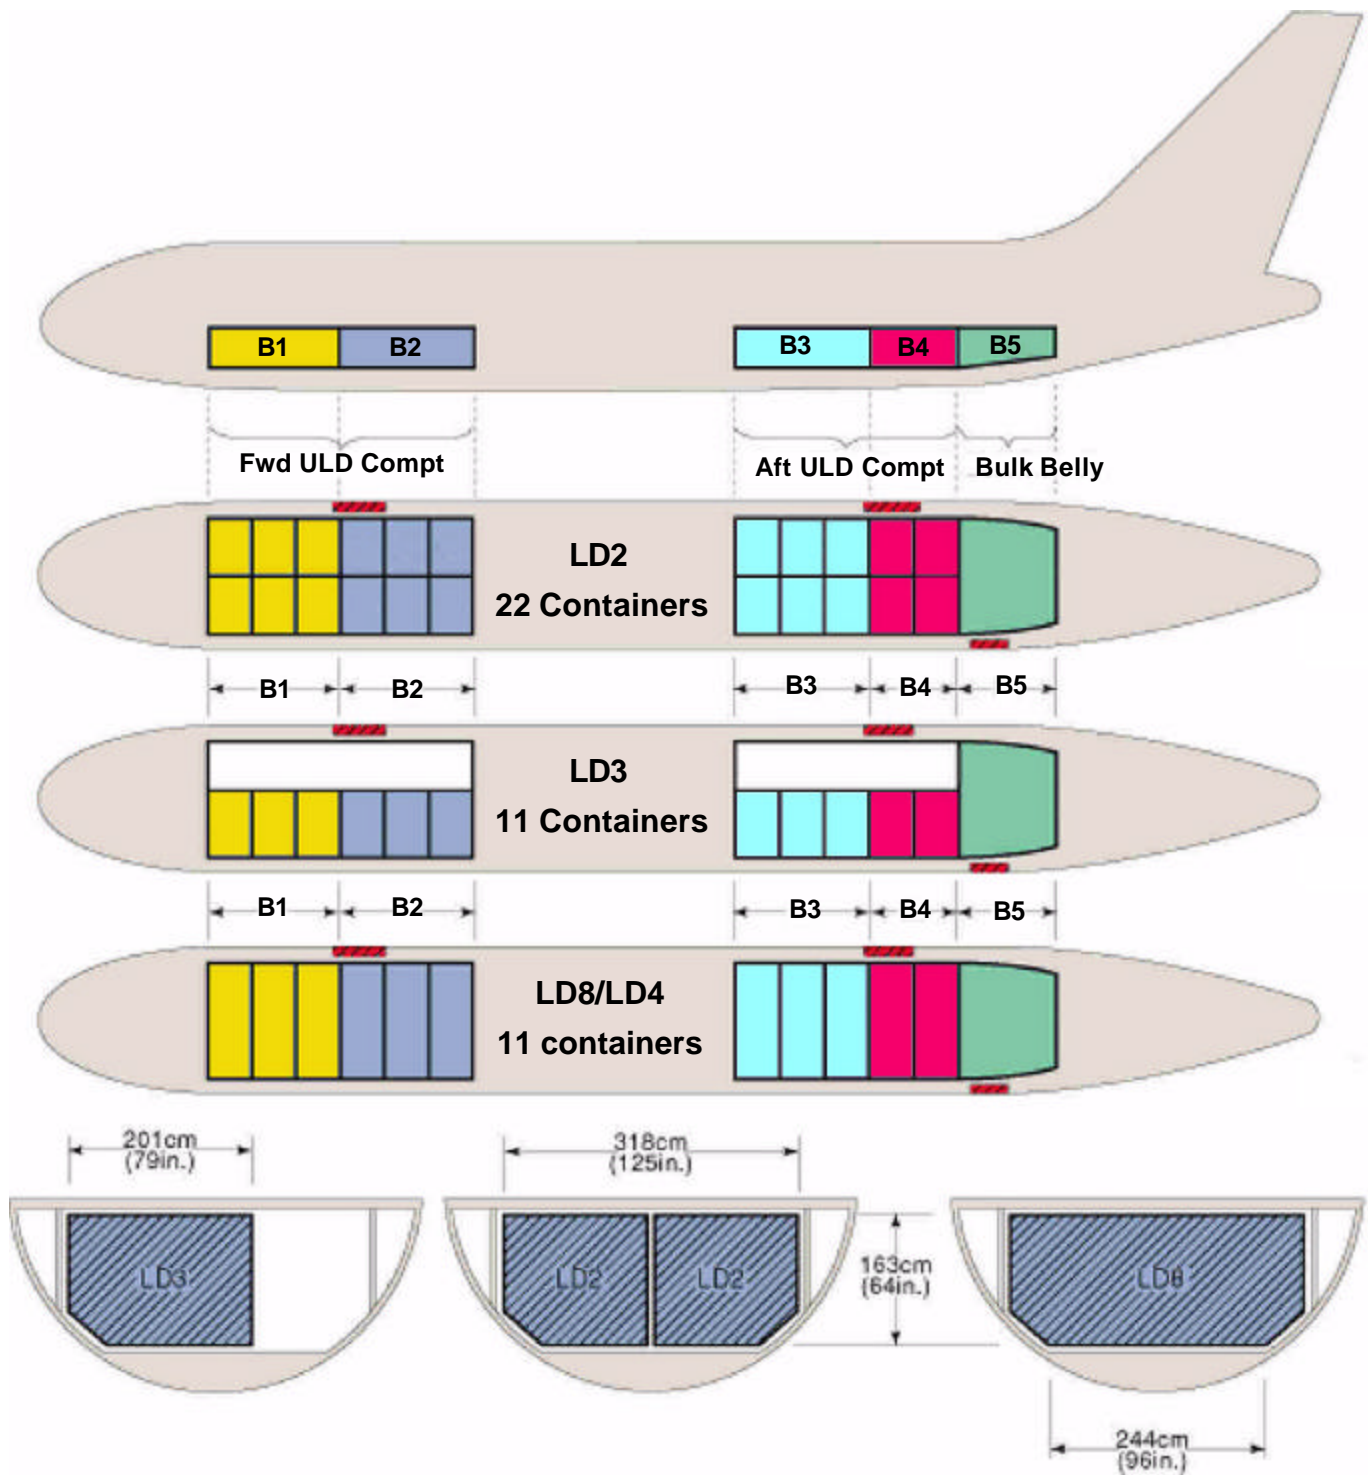 B1 B2 B3 B4 B5
Fwd ULD Compt Aft ULD Compt Bulk Belly
LD2
22 Containers
B1 B2 B3 B4 B5
LD3
11 Containers
B1 B2 B3 B4 B5
LD8/LD4
11 containers
201cm
(79in.)
318cm
(125in.)
LD3
LD2 LD2
163cm
(64in.)
LD8
244cm
(96in.)